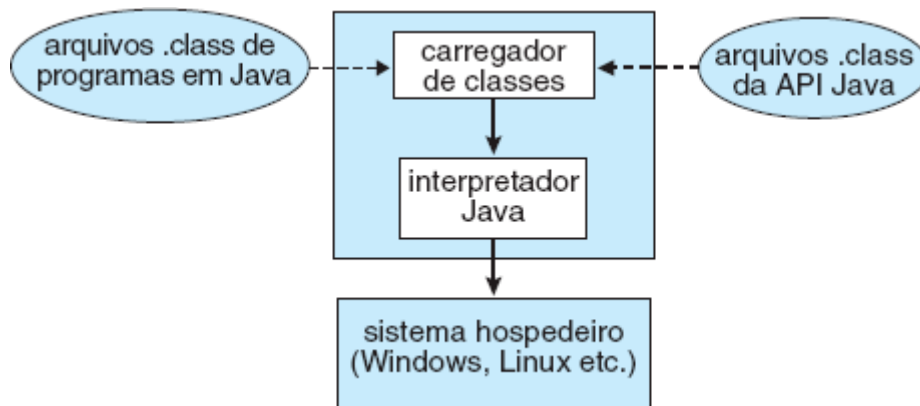 arquivos .class de
programas em Java
carregador
de classes
arquivos .class
da API Java
interpretador
Java
sistema hospedeiro
(Windows, Linux etc.)